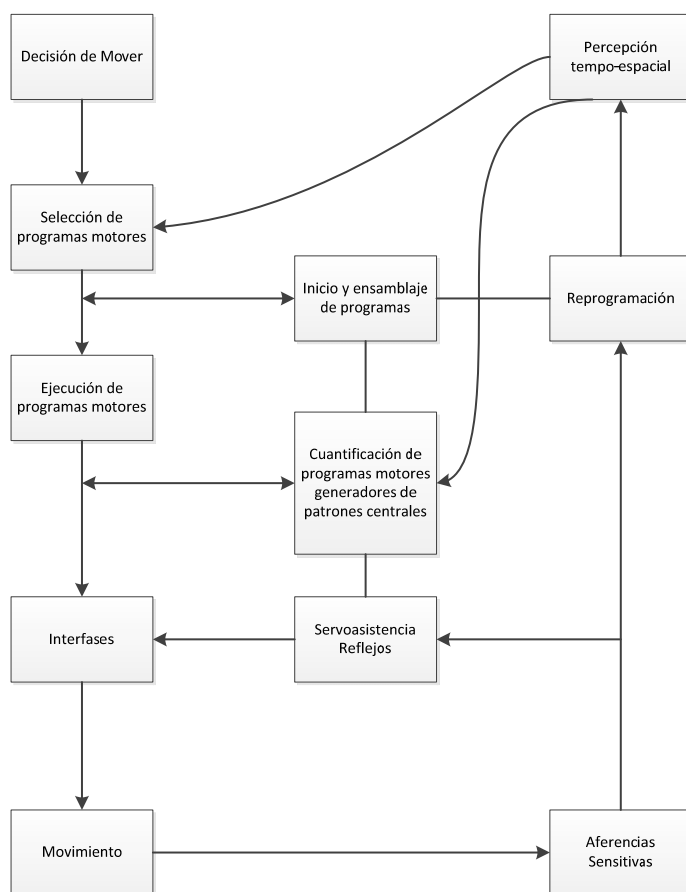 Decisión de Mover
Percepción
tempo-espacial
Selección de
programas motores
Inicio y ensamblaje
de programas
Reprogramación
Ejecución de
programas motores
Cuantificación de
programas motores
generadores de
patrones centrales
Interfases
Servoasistencia
Reflejos
Movimiento
Aferencias
Sensitivas